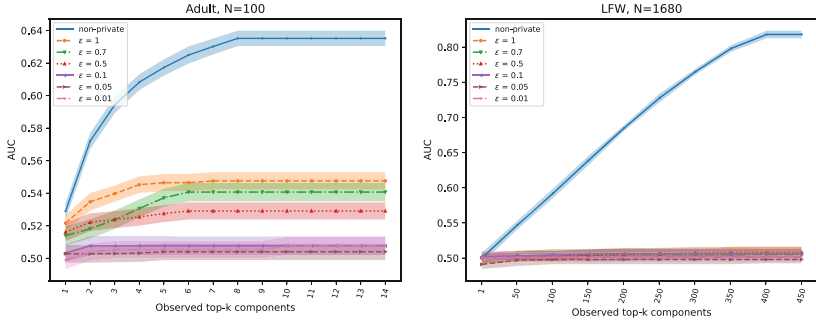 Adult, N=100
0.64
0.62
0.60
0.58
0.56
0.54
0.52
0.50
AUC
non-private
ε = 1
ε = 0.7
ε = 0.5
ε = 0.1
ε = 0.05
ε = 0.01
1 2 3 4 5 6 7 8 9 10 11 12 13 14
Observed top-k components
LFW, N=1680
0.80
0.75
0.70
0.65
0.60
0.55
0.50
AUC
non-private
ε = 1
ε = 0.7
ε = 0.5
ε = 0.1
ε = 0.05
ε = 0.01
1 50 100 150 200 250 300 350 400 450
Observed top-k components